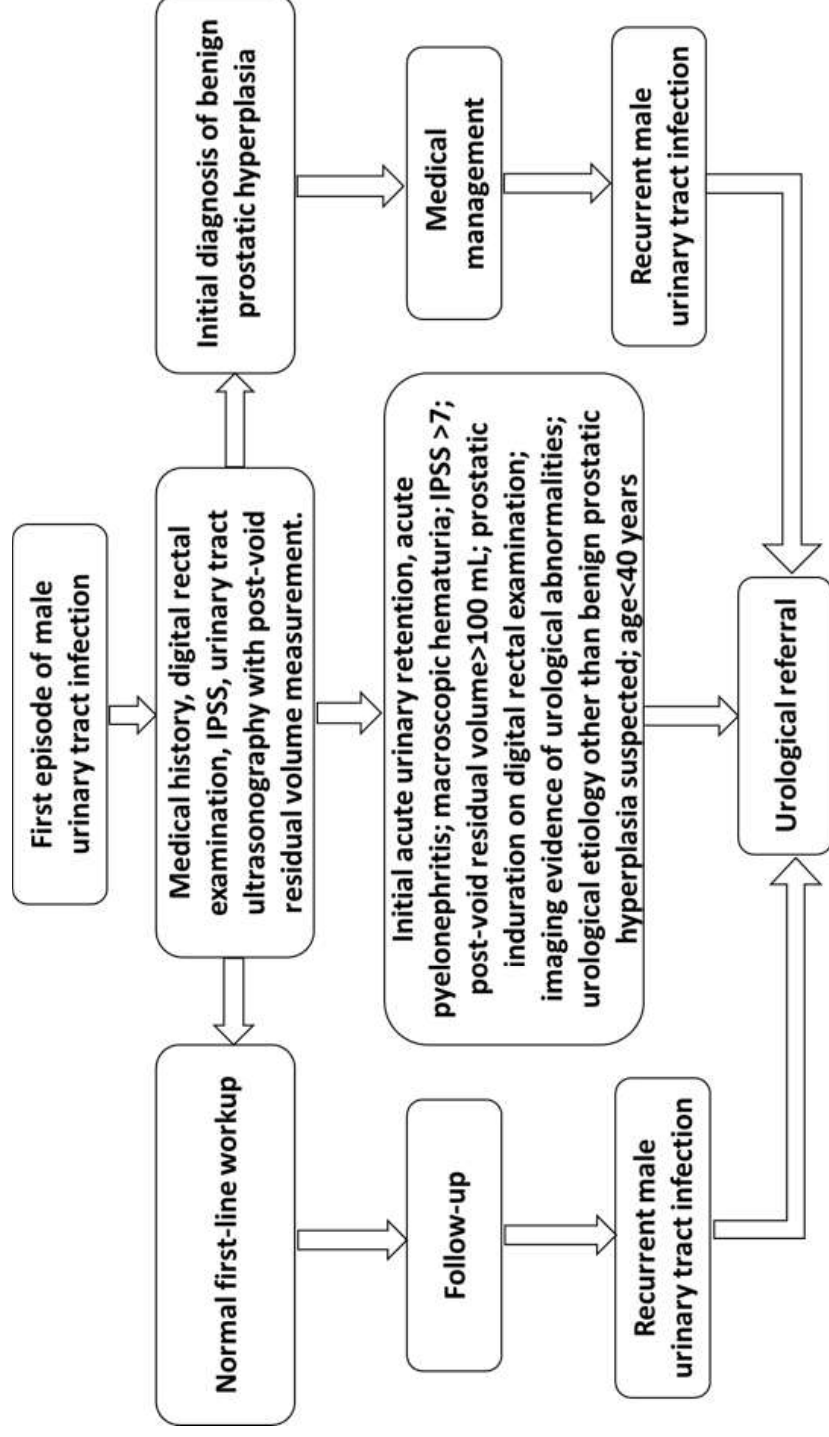 First episode of male
urinary tract infection
Medical history, digital rectal
examination, IPSS, urinary tract
ultrasonography with post-void
residual volume measurement.
Normal first-line workup
Initial diagnosis of benign
prostatic hyperplasia
Follow-up
Initial acute urinary retention, acute
pyelonephritis; macroscopic hematuria; IPSS >7;
post-void residual volume>100 mL; prostatic
induration on digital rectal examination;
imaging evidence of urological abnormalities;
urological etiology other than benign prostatic
hyperplasia suspected; age<40 years
Medical
management
Recurrent male
urinary tract infection
Recurrent male
urinary tract infection
Urological referral